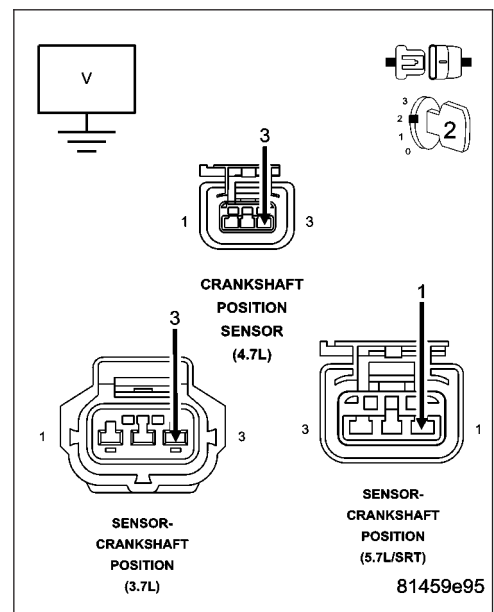 V
3
2
1
0
2
3
1
3
CRANKSHAFT
POSITION
SENSOR
(4.7L)
3
1
3
SENSOR-
CRANKSHAFT
POSITION
(3.7L)
1
3
1
SENSOR-
CRANKSHAFT
POSITION
(5.7L/SRT)
81459e95